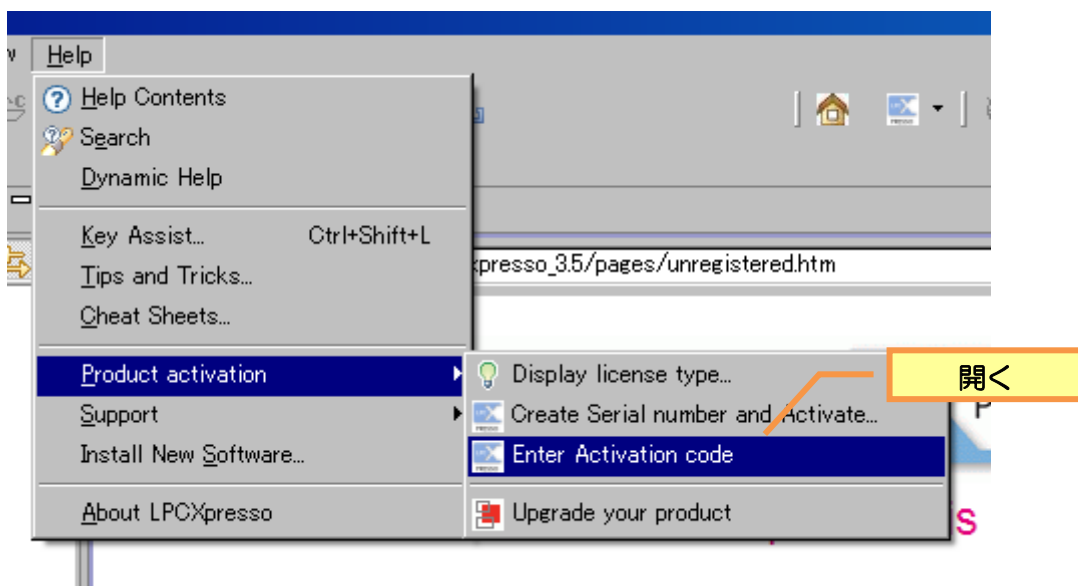 Help
Help Contents
Search
Dynamic Help
Key Assist... Ctrl+Shift+L
Tips and Tricks...
Cheat Sheets...
xpresso_3.5/pages/unregistered.htm
Product activation
Support
Install New Software...
About LPCXpresso
Display license type...
Create Serial number and Activate...
Enter Activation code
Upgrade your product
開く
P
s